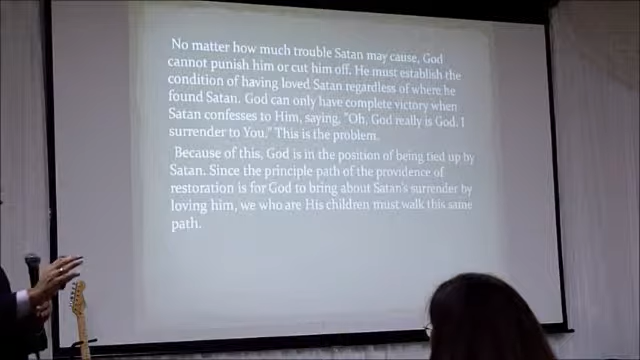 No matter how much trouble Satan may cause, God
cannot punish him or cut him off. He must establish the
condition of having loved Satan regardless of where he
found Satan. God can only have complete victory when
Satan confesses to Him, saying, "Oh, God really is God. I
surrender to You." This is the problem.
Because of this, God is in the position of being tied up by
Satan. Since the principle path of the providence of
restoration is for God to bring about Satan's surrender by
loving him, we who are His children must walk this same
path.